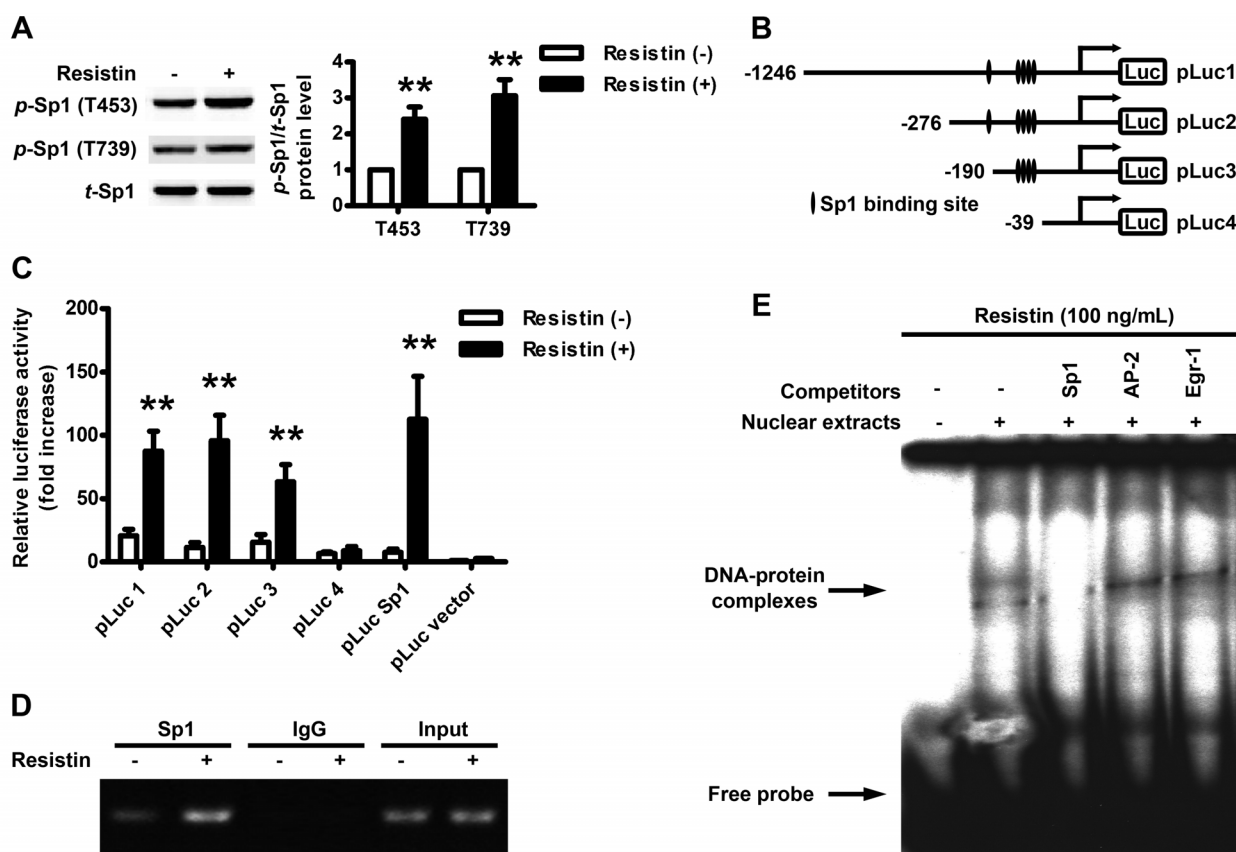 A
Resistin - +
p-Sp1 (T453)
p-Sp1 (T739)
t-Sp1
p-Sp1/t-Sp1
protein level
4
3
2
1
0
**
**
T453
T739
Resistin (-)
Resistin (+)
B
-1246
Luc
pLuc1
-276
Luc
pLuc2
-190
Luc
pLuc3
Sp1 binding site
-39
Luc
pLuc4
C
Relative luciferase activity
(fold increase)
200
150
100
50
0
**
**
**
**
Resistin (-)
Resistin (+)
pLuc 1
pLuc 2
pLuc 3
pLuc 4
pLuc Sp1
pLuc vector
D
Sp1
IgG
Input
Resistin - + - + - +
E
Resistin (100 ng/mL)
Competitors - - Sp1 AP-2 Egr-1
Nuclear extracts - + + + +
DNA-protein
complexes
Free probe